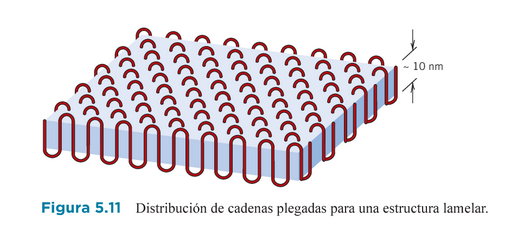 ~ 10 nm
Figura 5.11 Distribución de cadenas plegadas para una estructura lamelar.